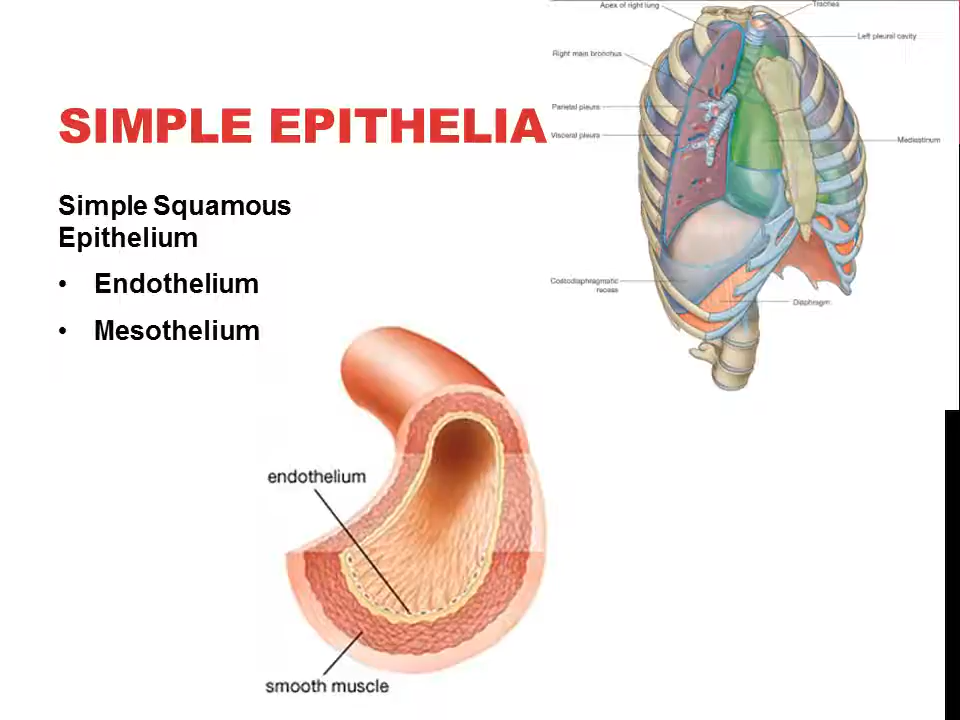 SIMPLE EPITHELIA
Simple Squamous
Epithelium
• Endothelium
• Mesothelium
Apex of right lung
Trachea
Left pleural cavity
Right main bronchus
Parietal pleura
Visceral pleura
Mediastinum
Costodiaphragmatic
recess
Diaphragm
endothelium
smooth muscle